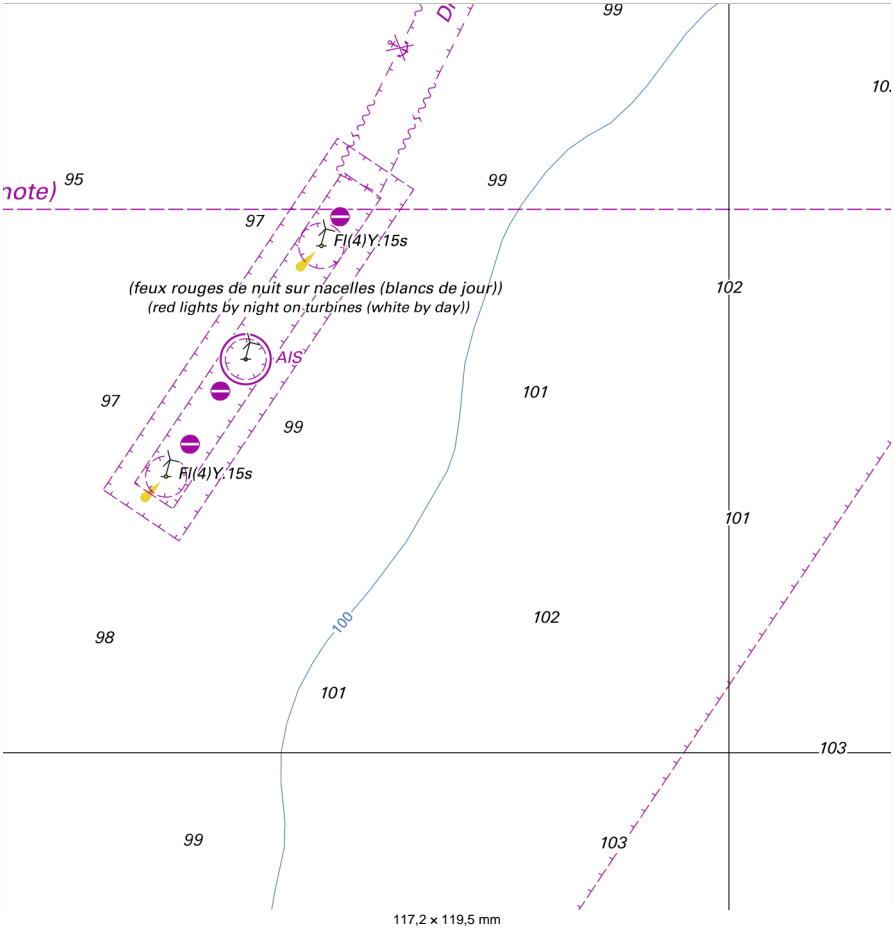 99
10
note)
95
99
97
Fl(4)Y.15s
102
(feux rouges de nuit sur nacelles (blancs de jour))
(red lights by night on turbines (white by day))
AIS
101
97
99
Fl(4)Y.15s
101
100
102
98
101
103
99
103
117,2 × 119,5 mm